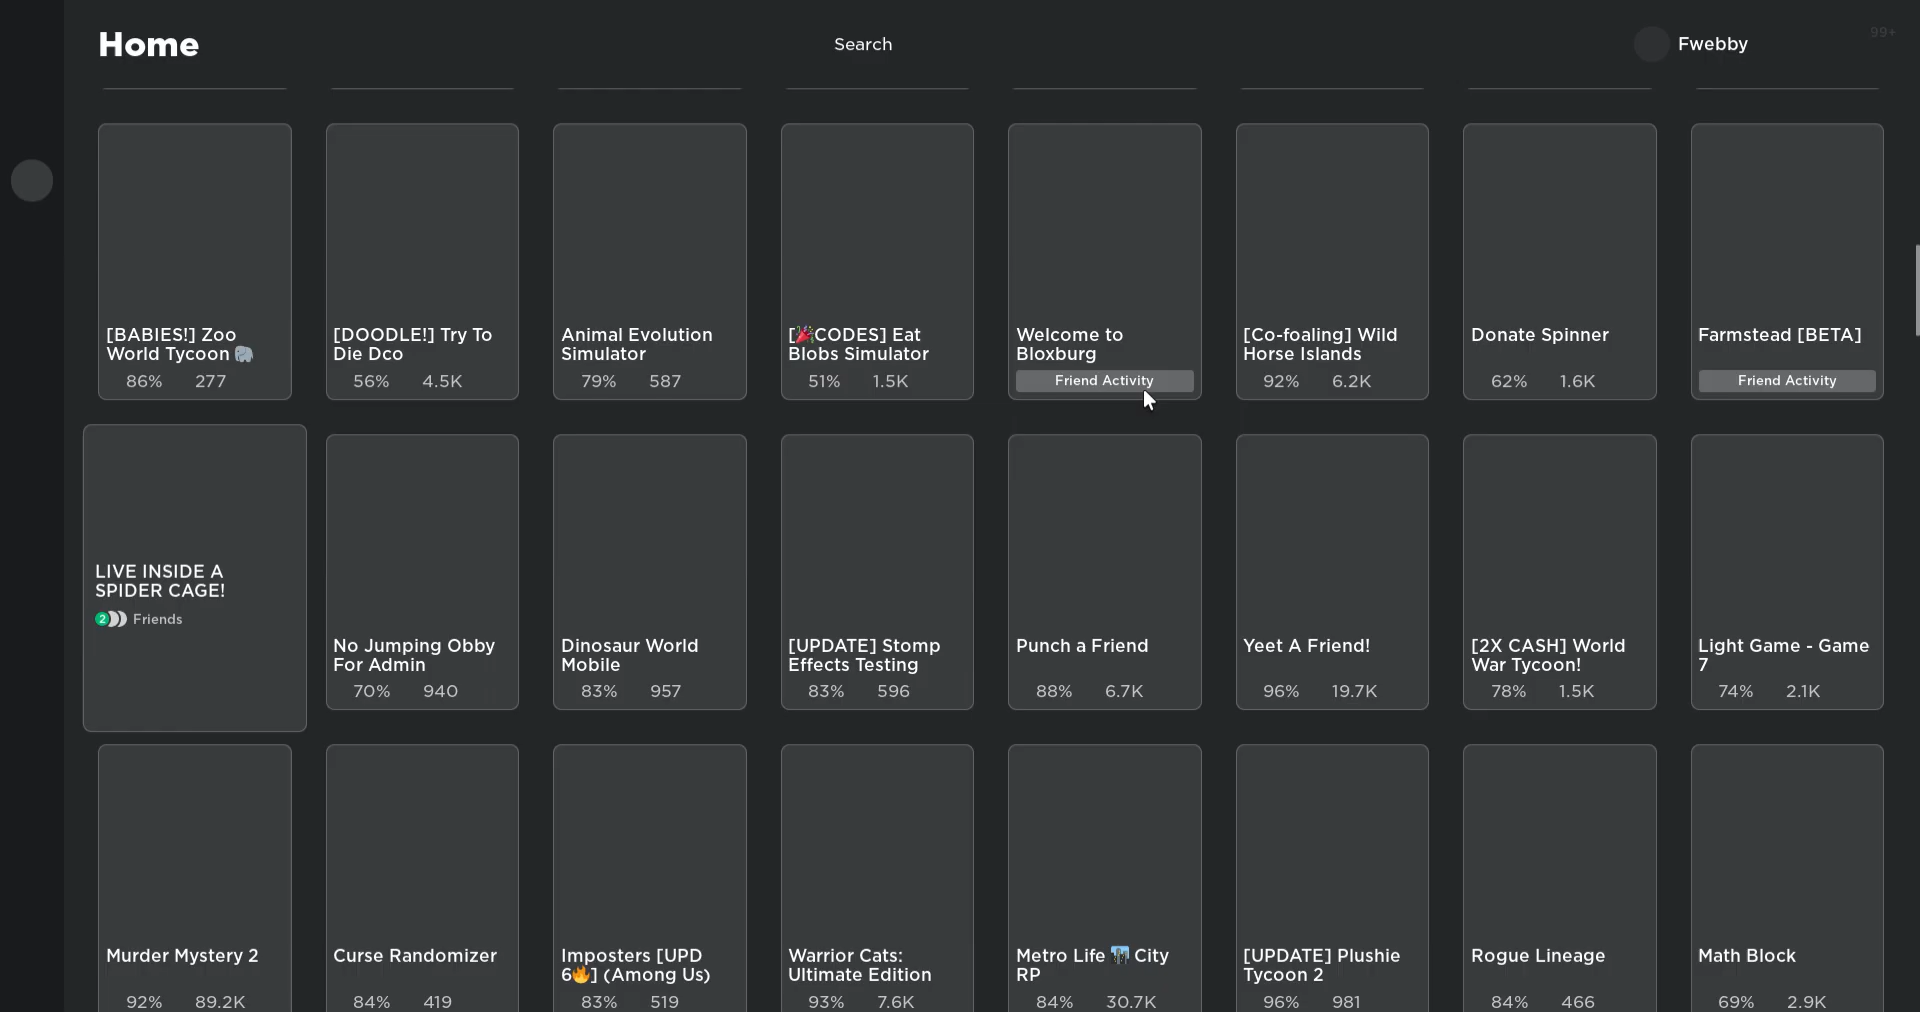 Home
Search
Fwebby
99+
[BABIES!] Zoo
World Tycoon 🐘
86% 277
[DOODLE!] Try To
Die Dco
56% 4.5K
Animal Evolution
Simulator
79% 587
[🎉CODES] Eat
Blobs Simulator
51% 1.5K
Welcome to
Bloxburg
Friend Activity
[Co-foaling] Wild
Horse Islands
92% 6.2K
Donate Spinner
62% 1.6K
Farmstead [BETA]
Friend Activity
LIVE INSIDE A
SPIDER CAGE!
2 Friends
No Jumping Obby
For Admin
70% 940
Dinosaur World
Mobile
83% 957
[UPDATE] Stomp
Effects Testing
83% 596
Punch a Friend
88% 6.7K
Yeet A Friend!
96% 19.7K
[2X CASH] World
War Tycoon!
78% 1.5K
Light Game - Game
7
74% 2.1K
Murder Mystery 2
92% 89.2K
Curse Randomizer
84% 419
Imposters [UPD
6🔥] (Among Us)
83% 519
Warrior Cats:
Ultimate Edition
93% 7.6K
Metro Life 🏙️ City
RP
84% 30.7K
[UPDATE] Plushie
Tycoon 2
96% 981
Rogue Lineage
84% 466
Math Block
69% 2.9K